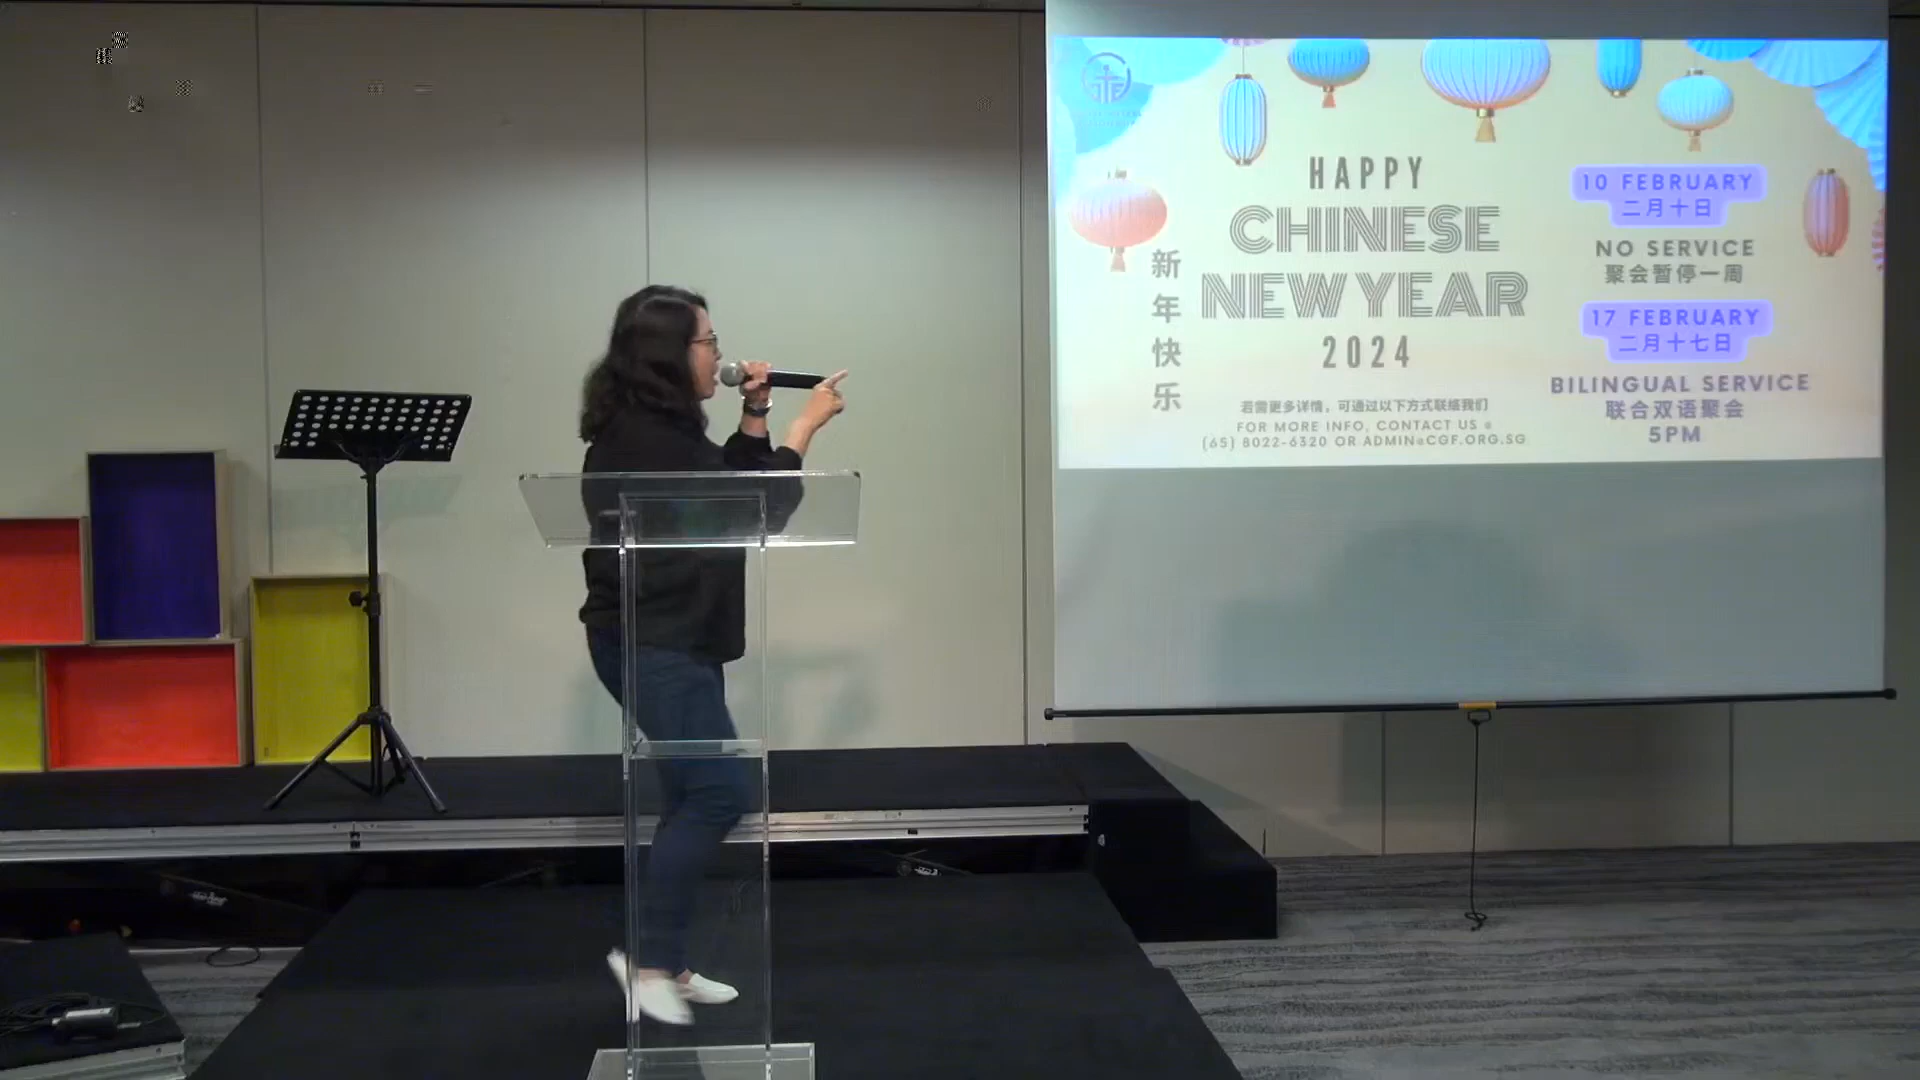 HAPPY
CHINESE
NEW YEAR
2024
新年快乐
若需更多详情，可通过以下方式联络我们
FOR MORE INFO, CONTACT US @
(65) 8022-6320 OR ADMIN@CGF.ORG.SG
10 FEBRUARY
二月十日
NO SERVICE
聚会暂停一周
17 FEBRUARY
二月十七日
BILINGUAL SERVICE
联合双语聚会
5PM